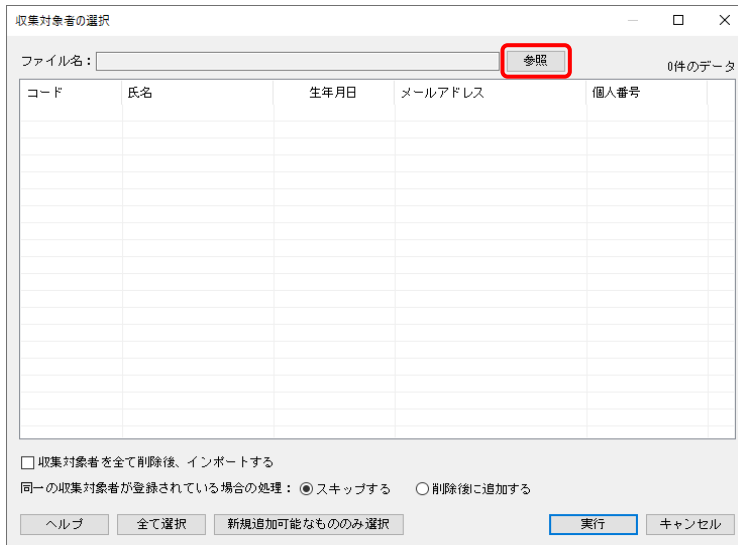 収集対象者の選択
ファイル名： 参照 0件のデータ
コード 氏名 生年月日 メールアドレス 個人番号
収集対象者を全て削除後、インポートする
同一の収集対象者が登録されている場合の処理： スキップする 削除後に追加する
ヘルプ 全て選択 新規追加可能なもののみ選択 実行 キャンセル